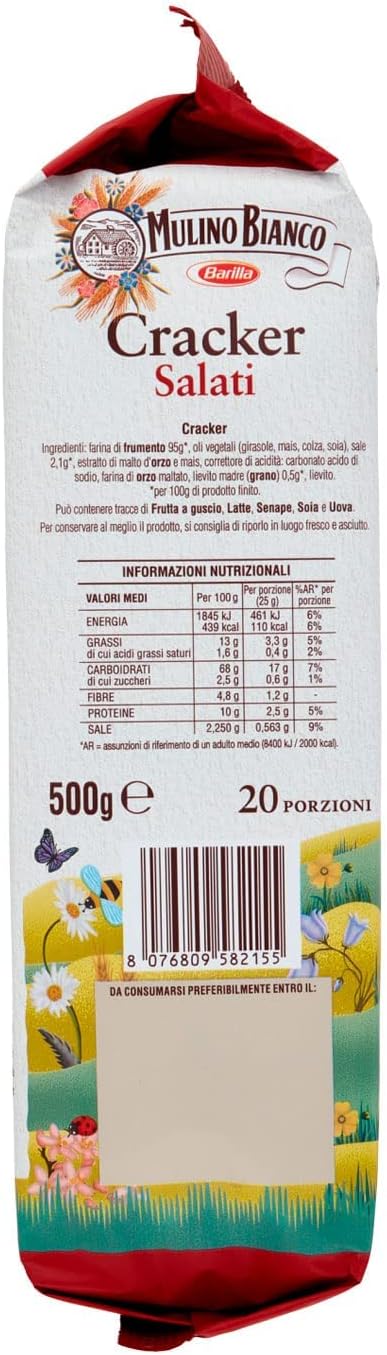 MULINO BIANCO
Barilla
Cracker
Salati
Cracker
Ingredienti: farina di frumento 95g*, oli vegetali (girasole, mais, colza, soia), sale
2,1g*, estratto di malto d'orzo e mais, correttore di acidità: carbonato acido di
sodio, farina di orzo maltato, lievito madre (grano) 0,5g*, lievito.
*per 100g di prodotto finito.
Può contenere tracce di Frutta a guscio, Latte, Senape, Soia e Uova.
Per conservare al meglio il prodotto, si consiglia di riporlo in luogo fresco e asciutto.
INFORMAZIONI NUTRIZIONALI
VALORI MEDI Per 100 g Per porzione (25 g) %AR* per porzione
ENERGIA 1845 kJ 461 kJ 6%
439 kcal 110 kcal 6%
GRASSI 13 g 3,3 g 5%
di cui acidi grassi saturi 1,6 g 0,4 g 2%
CARBOIDRATI 68 g 17 g 7%
di cui zuccheri 2,5 g 0,6 g 1%
FIBRE 4,8 g 1,2 g -
PROTEINE 10 g 2,5 g 5%
SALE 2,250 g 0,563 g 9%
*AR = assunzioni di riferimento di un adulto medio (8400 kJ / 2000 kcal).
500g ℮ 20 PORZIONI
8 076809 582155
DA CONSUMARSI PREFERIBILMENTE ENTRO IL: